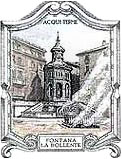 ACQUI TERME
FONTANA
LA BOLLENTE